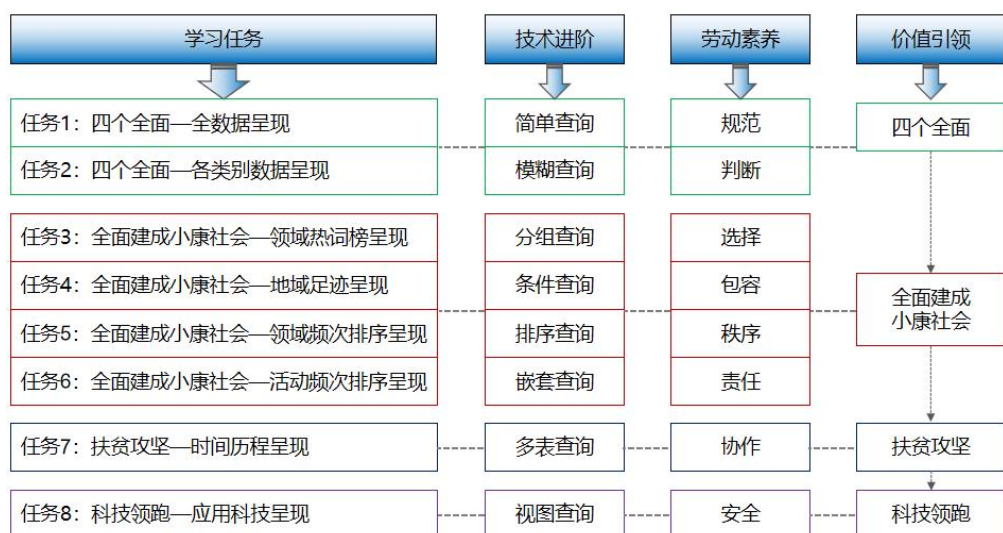 学习任务 技术进阶 劳动素养 价值引领
任务1：四个全面—全数据呈现 简单查询 规范
四个全面
任务2：四个全面—各类别数据呈现 模糊查询 判断
任务3：全面建成小康社会—领域热词榜呈现 分组查询 选择
任务4：全面建成小康社会—地域足迹呈现 条件查询 包容
全面建成
小康社会
任务5：全面建成小康社会—领域频次排序呈现 排序查询 秩序
任务6：全面建成小康社会—活动频次排序呈现 嵌套查询 责任
任务7：扶贫攻坚—时间历程呈现 多表查询 协作 扶贫攻坚
任务8：科技领跑—应用科技呈现 视图查询 安全 科技领跑